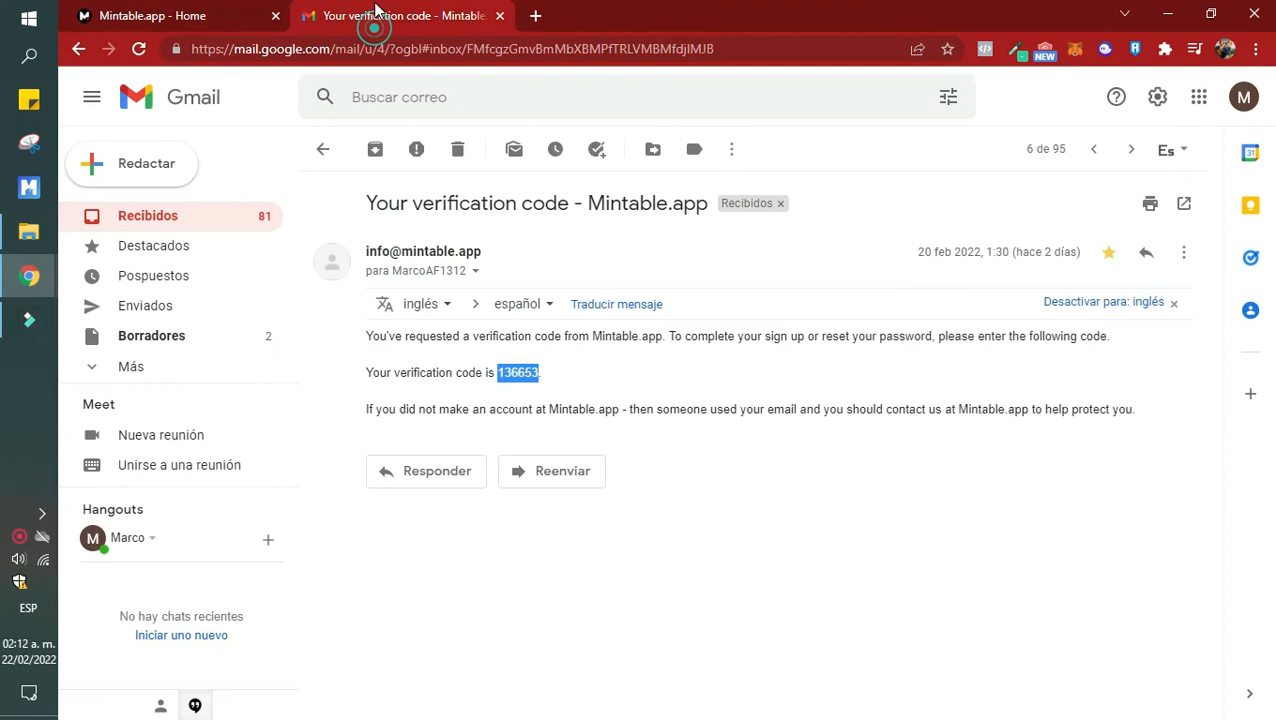 Mintable.app - Home
Your verification code - Mintable.
https://mail.google.com/mail/u/4/?ogbl#inbox/FMfcgzGmvBmMbXBMPfTRLVMBMfdjlMJB
NEW
Gmail
Buscar correo
M
Redactar
6 de 95
Es
31
Recibidos
81
Your verification code - Mintable.app
Recibidos ×
Destacados
info@mintable.app
20 feb 2022, 1:30 (hace 2 días)
para MarcoAF1312
Pospuestos
Enviados
inglés
español
Traducir mensaje
Desactivar para: inglés ×
Borradores
2
You've requested a verification code from Mintable.app. To complete your sign up or reset your password, please enter the following code.
Más
Your verification code is 136653.
Meet
If you did not make an account at Mintable.app - then someone used your email and you should contact us at Mintable.app to help protect you.
Nueva reunión
Unirse a una reunión
Responder
Reenviar
Hangouts
M
Marco
ESP
No hay chats recientes
Iniciar uno nuevo
02:12 a. m.
22/02/2022